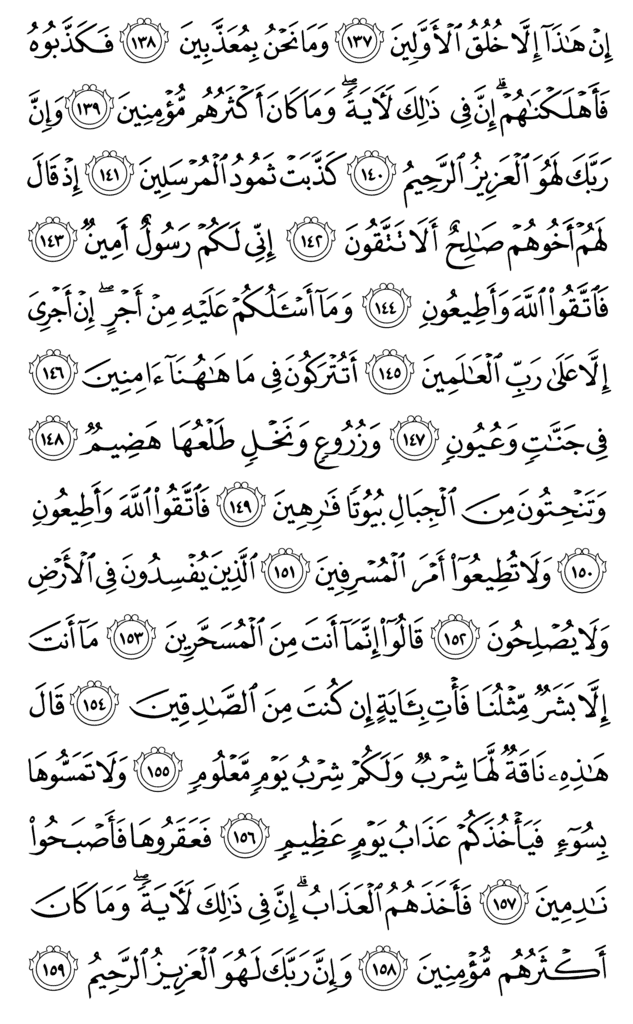 إِنۡ هَٰذَآ إِلَّا خُلُقُ ٱلۡأَوَّلِينَ ١٣٧ وَمَا نَحۡنُ بِمُعَذَّبِينَ ١٣٨ فَكَذَّبُوهُ
فَأَهۡلَكۡنَٰهُمۡۚ إِنَّ فِي ذَٰلِكَ لَأٓيَةٗۖ وَمَا كَانَ أَكۡثَرُهُم مُّؤۡمِنِينَ ١٣٩ وَإِنَّ
رَبَّكَ لَهُوَ ٱلۡعَزِيزُ ٱلرَّحِيمُ ١٤٠ كَذَّبَتۡ ثَمُودُ ٱلۡمُرۡسَلِينَ ١٤١ إِذۡ قَالَ
لَهُمۡ أَخُوهُمۡ صَٰلِحٌ أَلَا تَتَّقُونَ ١٤٢ إِنِّي لَكُمۡ رَسُولٌ أَمِينٞ ١٤٣
فَٱتَّقُواْ ٱللَّهَ وَأَطِيعُونِ ١٤٤ وَمَآ أَسۡـَٔلُكُمۡ عَلَيۡهِ مِنۡ أَجۡرٍۖ إِنۡ أَجۡرِيَ
إِلَّا عَلَىٰ رَبِّ ٱلۡعَٰلَمِينَ ١٤٥ أَتُتۡرَكُونَ فِي مَا هَٰهُنَآ ءَامِنِينَ ١٤٦
فِي جَنَّٰتٖ وَعُيُونٖ ١٤٧ وَزُرُوعٖ وَنَخۡلٖ طَلۡعُهَا هَضِيمٞ ١٤٨
وَتَنۡحِتُونَ مِنَ ٱلۡجِبَالِ بُيُوتٗا فَٰرِهِينَ ١٤٩ فَٱتَّقُواْ ٱللَّهَ وَأَطِيعُونِ
١٥٠ وَلَا تُطِيعُوٓاْ أَمۡرَ ٱلۡمُسۡرِفِينَ ١٥١ ٱلَّذِينَ يُفۡسِدُونَ فِي ٱلۡأَرۡضِ
وَلَا يُصۡلِحُونَ ١٥٢ قَالُوٓاْ إِنَّمَآ أَنتَ مِنَ ٱلۡمُسَحَّرِينَ ١٥٣ مَآ أَنتَ
إِلَّا بَشَرٞ مِّثۡلُنَا فَأۡتِ بِـَٔايَةٍ إِن كُنتَ مِنَ ٱلصَّٰدِقِينَ ١٥٤ قَالَ
هَٰذِهِۦ نَاقَةٞ لَّهَا شِرۡبٞ وَلَكُمۡ شِرۡبُ يَوۡمٖ مَّعۡلُومٖ ١٥٥ وَلَا تَمَسُّوهَا
بِسُوٓءٖ فَيَأۡخُذَكُمۡ عَذَابُ يَوۡمٍ عَظِيمٖ ١٥٦ فَعَقَرُوهَا فَأَصۡبَحُواْ
نَٰدِمِينَ ١٥٧ فَأَخَذَهُمُ ٱلۡعَذَابُۚ إِنَّ فِي ذَٰلِكَ لَأٓيَةٗۖ وَمَا كَانَ
أَكۡثَرُهُم مُّؤۡمِنِينَ ١٥٨ وَإِنَّ رَبَّكَ لَهُوَ ٱلۡعَزِيزُ ٱلرَّحِيمُ ١٥٩